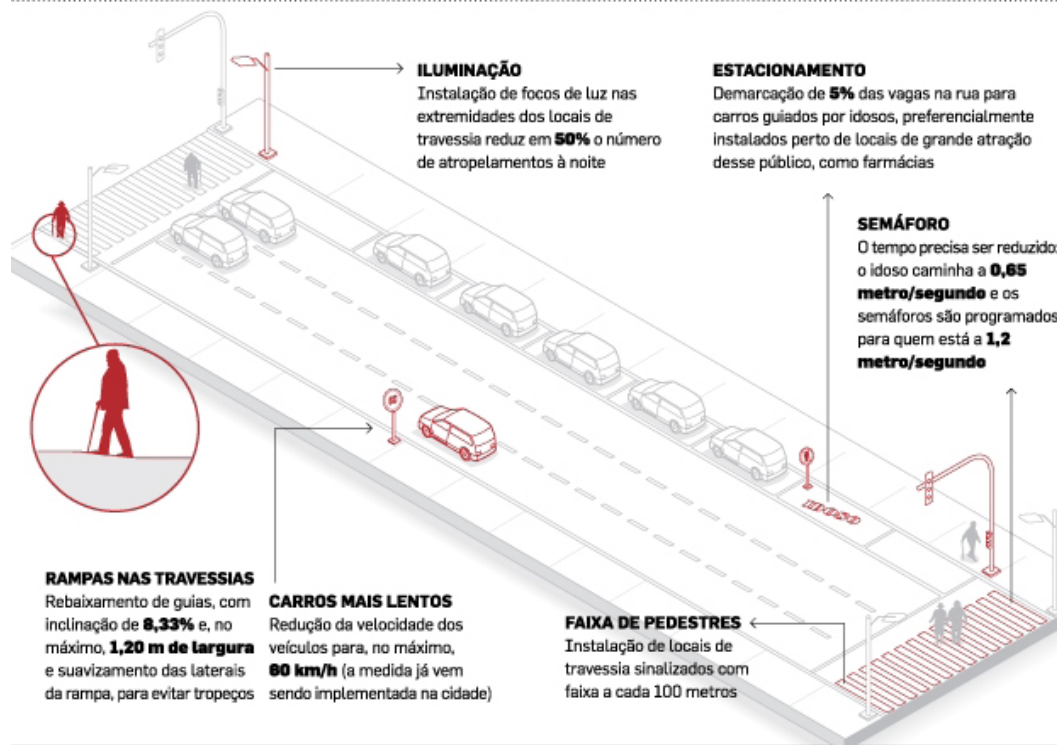 ILUMINAÇÃO
Instalação de focos de luz nas
extremidades dos locais de
travessia reduz em 50% o número
de atropelamentos à noite
ESTACIONAMENTO
Demarcação de 5% das vagas na rua para
carros guiados por idosos, preferencialmente
instalados perto de locais de grande atração
desse público, como farmácias
SEMÁFORO
O tempo precisa ser reduzido:
o idoso caminha a 0,65
metro/segundo e os
semáforos são programados
para quem está a 1,2
metro/segundo
IDOSO
RAMPAS NAS TRAVESSIAS
Rebaixamento de guias, com
inclinação de 8,33% e, no
máximo, 1,20 m de largura
e suavizamento das laterais
da rampa, para evitar tropeços
CARROS MAIS LENTOS
Redução da velocidade dos
veículos para, no máximo,
60 km/h (a medida já vem
sendo implementada na cidade)
FAIXA DE PEDESTRES
Instalação de locais de
travessia sinalizados com
faixa a cada 100 metros